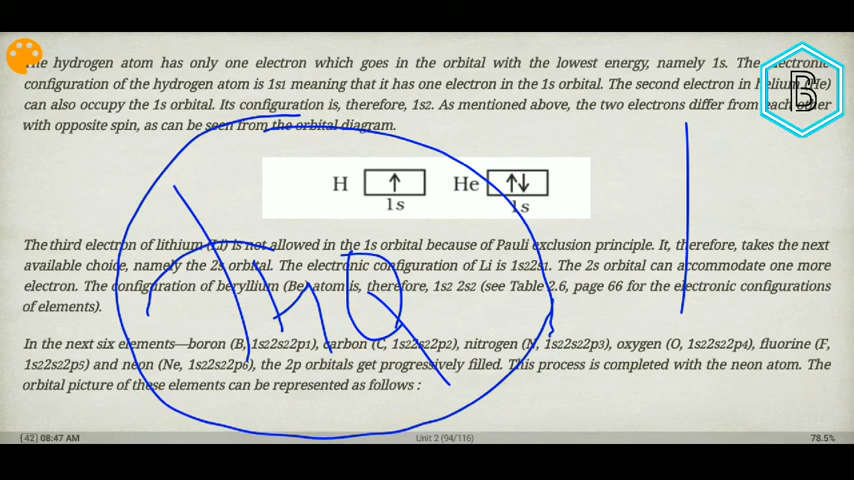 The hydrogen atom has only one electron which goes in the orbital with the lowest energy, namely 1s. The electronic
configuration of the hydrogen atom is 1s1 meaning that it has one electron in the 1s orbital. The second electron in helium (He)
can also occupy the 1s orbital. Its configuration is, therefore, 1s2. As mentioned above, the two electrons differ from each other
with opposite spin, as can be seen from the orbital diagram.
H ↑ He ↑↓
1s 1s
The third electron of lithium (Li) is not allowed in the 1s orbital because of Pauli exclusion principle. It, therefore, takes the next
available choice, namely the 2s orbital. The electronic configuration of Li is 1s22s1. The 2s orbital can accommodate one more
electron. The configuration of beryllium (Be) atom is, therefore, 1s2 2s2 (see Table 2.6, page 66 for the electronic configurations
of elements).
In the next six elements—boron (B, 1s22s22p1), carbon (C, 1s22s22p2), nitrogen (N, 1s22s22p3), oxygen (O, 1s22s22p4), fluorine (F,
1s22s22p5) and neon (Ne, 1s22s22p6), the 2p orbitals get progressively filled. This process is completed with the neon atom. The
orbital picture of these elements can be represented as follows :
(42) 08:47 AM Unit 2 (94/116) 78.5%
B